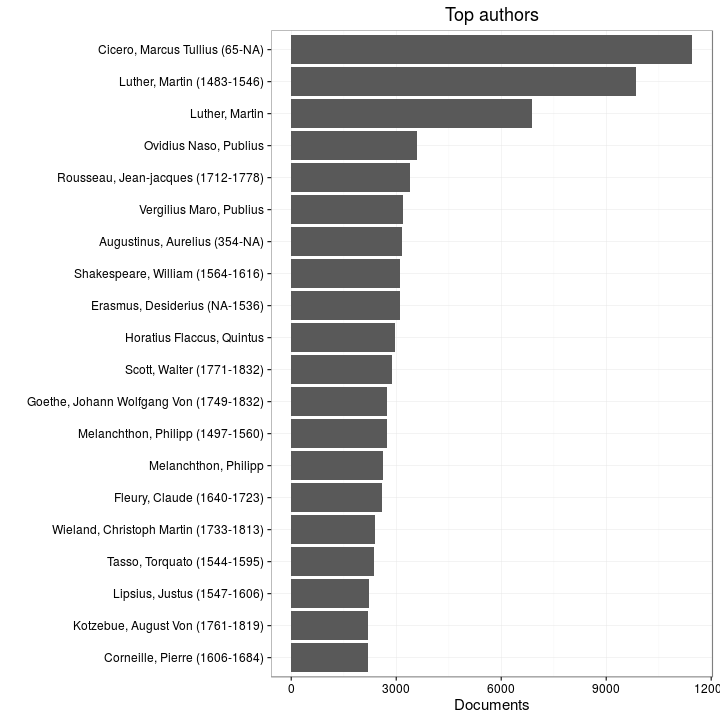 Top authors
Cicero, Marcus Tullius (65-NA)
Luther, Martin (1483-1546)
Luther, Martin
Ovidius Naso, Publius
Rousseau, Jean-jacques (1712-1778)
Vergilius Maro, Publius
Augustinus, Aurelius (354-NA)
Shakespeare, William (1564-1616)
Erasmus, Desiderius (NA-1536)
Horatius Flaccus, Quintus
Scott, Walter (1771-1832)
Goethe, Johann Wolfgang Von (1749-1832)
Melanchthon, Philipp (1497-1560)
Melanchthon, Philipp
Fleury, Claude (1640-1723)
Wieland, Christoph Martin (1733-1813)
Tasso, Torquato (1544-1595)
Lipsius, Justus (1547-1606)
Kotzebue, August Von (1761-1819)
Corneille, Pierre (1606-1684)
0 3000 6000 9000 1200
Documents